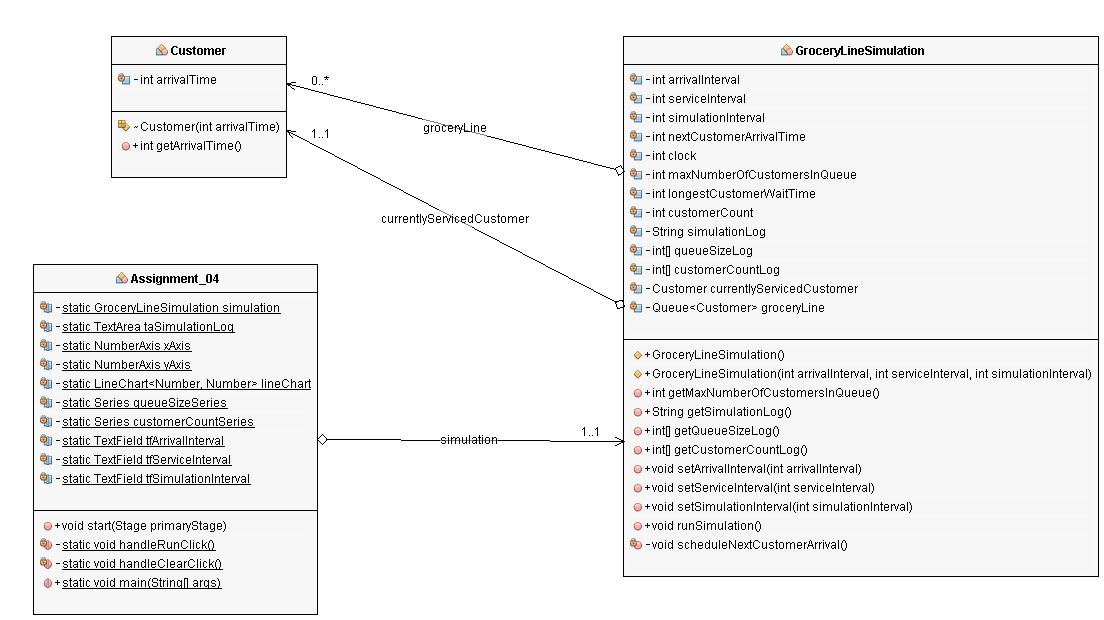 Customer
- int arrivalTime
~ Customer(int arrivalTime)
+ int getArrivalTime()
0..*
groceryLine
1..1
currentlyServicedCustomer
GroceryLineSimulation
- int arrivalInterval
- int serviceInterval
- int simulationInterval
- int nextCustomerArrivalTime
- int clock
- int maxNumberOfCustomersInQueue
- int longestCustomerWaitTime
- int customerCount
- String simulationLog
- int[] queueSizeLog
- int[] customerCountLog
- Customer currentlyServicedCustomer
- Queue<Customer> groceryLine
+ GroceryLineSimulation()
+ GroceryLineSimulation(int arrivalInterval, int serviceInterval, int simulationInterval)
+ int getMaxNumberOfCustomersInQueue()
+ String getSimulationLog()
+ int[] getQueueSizeLog()
+ int[] getCustomerCountLog()
+ void setArrivalInterval(int arrivalInterval)
+ void setServiceInterval(int serviceInterval)
+ void setSimulationInterval(int simulationInterval)
+ void runSimulation()
- void scheduleNextCustomerArrival()
Assignment_04
- static GroceryLineSimulation simulation
- static TextArea taSimulationLog
- static NumberAxis xAxis
- static NumberAxis yAxis
- static LineChart<Number, Number> lineChart
- static Series queueSizeSeries
- static Series customerCountSeries
- static TextField tfArrivalInterval
- static TextField tfServiceInterval
- static TextField tfSimulationInterval
+ void start(Stage primaryStage)
- static void handleRunClick()
- static void handleClearClick()
+ static void main(String[] args)
simulation
1..1